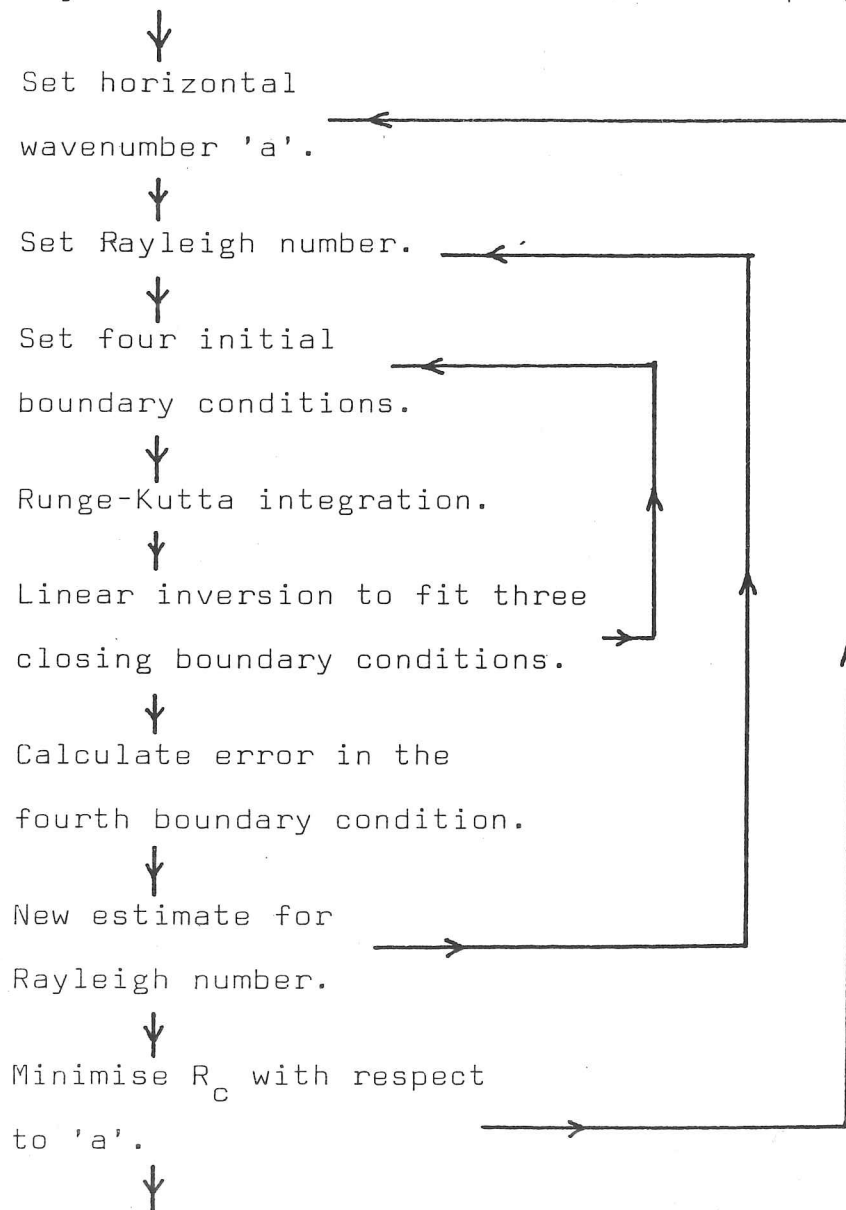 Set horizontal
wavenumber 'a'.
Set Rayleigh number.
Set four initial
boundary conditions.
Runge-Kutta integration.
Linear inversion to fit three
closing boundary conditions.
Calculate error in the
fourth boundary condition.
New estimate for
Rayleigh number.
Minimise R_c with respect
to 'a'.